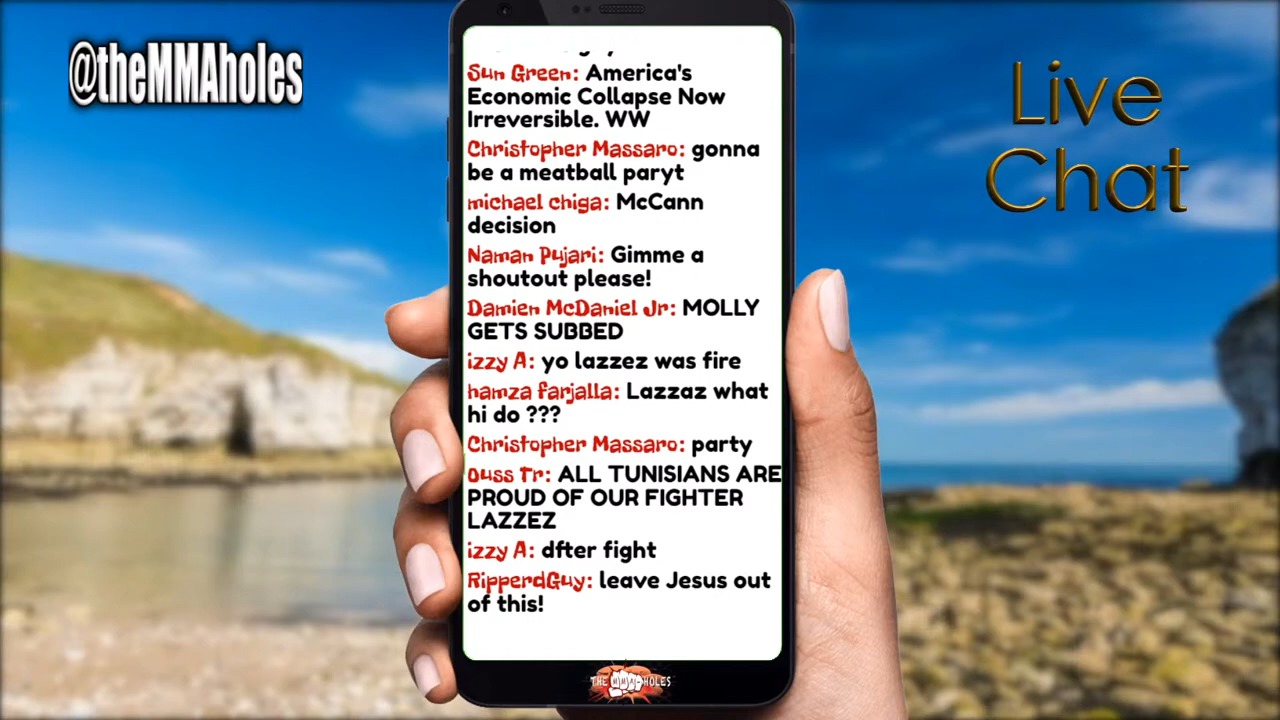 @theMMAholes
Live
Chat
Sun Green: America's
Economic Collapse Now
Irreversible. WW
Christopher Massaro: gonna
be a meatball paryt
michael chiga: McCann
decision
Naman Pujari: Gimme a
shoutout please!
Damien McDaniel Jr: MOLLY
GETS SUBBED
izzy A: yo lazzez was fire
hamza farjalla: Lazzaz what
hi do ???
Christopher Massaro: party
Ouss Tr: ALL TUNISIANS ARE
PROUD OF OUR FIGHTER
LAZZEZ
izzy A: dfter fight
RipperdGuy: leave Jesus out
of this!
THE MMA-HOLES